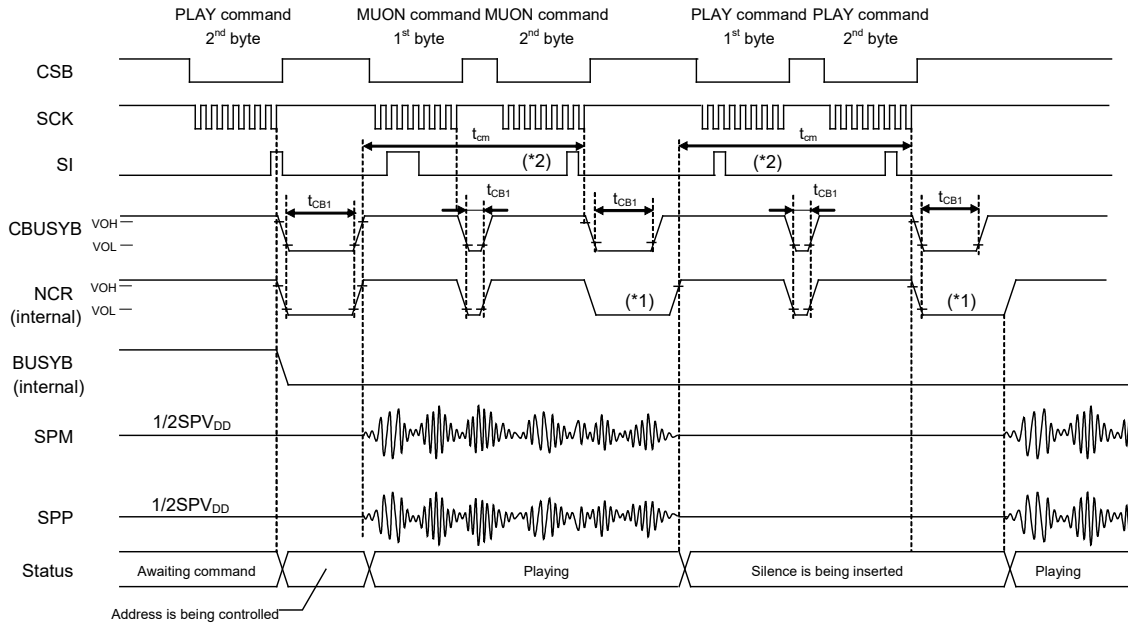 PLAY command MUON command MUON command PLAY command PLAY command
2nd byte 1st byte 2nd byte 1st byte 2nd byte
CSB
SCK
tcm tcm
SI (*2) (*2)
tCB1 tCB1 tCB1 tCB1 tCB1
CBUSYB VOH
VOL
NCR VOH
(internal) VOL (*1) (*1)
BUSYB
(internal)
1/2SPVDD
SPM
1/2SPVDD
SPP
Status Awaiting command Playing Silence is being inserted Playing
Address is being controlled